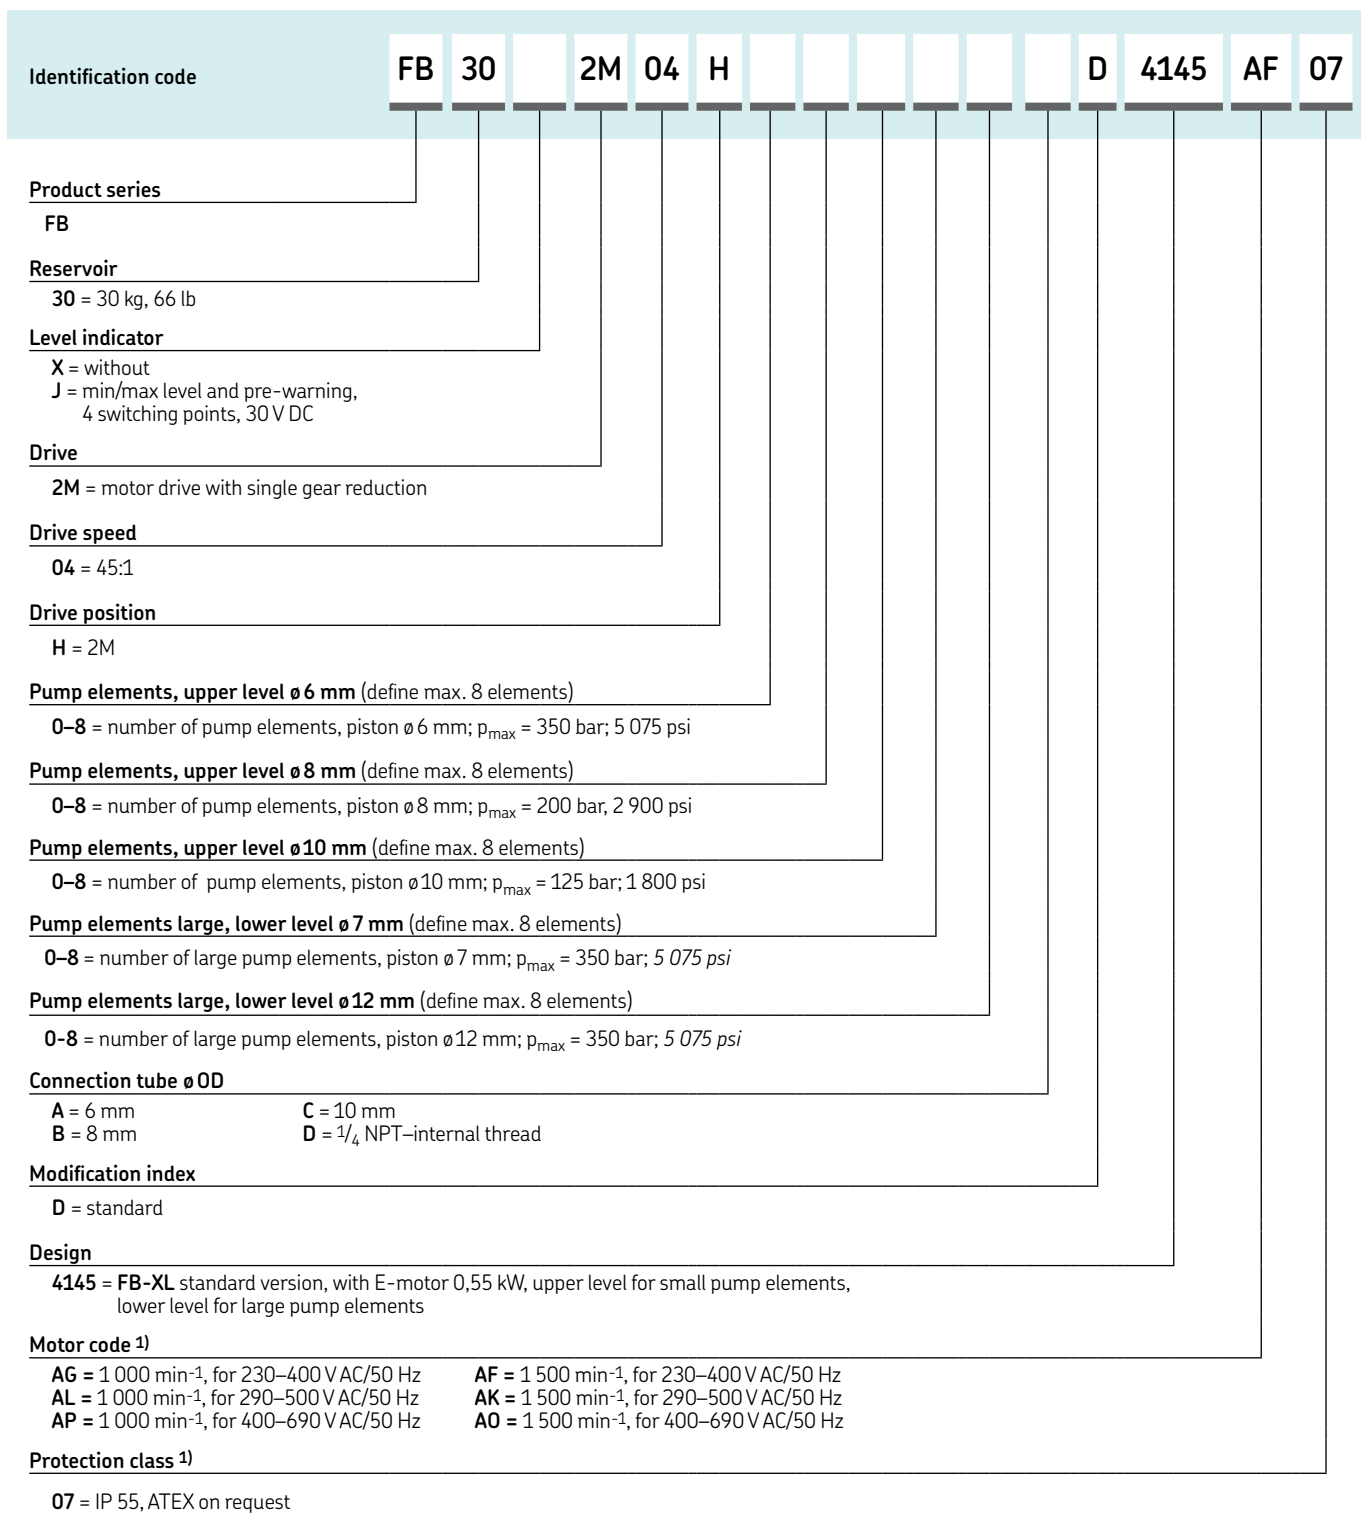 Identification code FB 30 2M 04 H D 4145 AF 07
Product series
FB
Reservoir
30 = 30 kg, 66 lb
Level indicator
X = without
J = min/max level and pre-warning,
4 switching points, 30 V DC
Drive
2M = motor drive with single gear reduction
Drive speed
04 = 45:1
Drive position
H = 2M
Pump elements, upper level ø 6 mm (define max. 8 elements)
0–8 = number of pump elements, piston ø 6 mm; pmax = 350 bar; 5 075 psi
Pump elements, upper level ø 8 mm (define max. 8 elements)
0–8 = number of pump elements, piston ø 8 mm; pmax = 200 bar, 2 900 psi
Pump elements, upper level ø 10 mm (define max. 8 elements)
0–8 = number of pump elements, piston ø 10 mm; pmax = 125 bar; 1 800 psi
Pump elements large, lower level ø 7 mm (define max. 8 elements)
0–8 = number of large pump elements, piston ø 7 mm; pmax = 350 bar; 5 075 psi
Pump elements large, lower level ø 12 mm (define max. 8 elements)
0-8 = number of large pump elements, piston ø 12 mm; pmax = 350 bar; 5 075 psi
Connection tube ø OD
A = 6 mm C = 10 mm
B = 8 mm D = 1/4 NPT–internal thread
Modification index
D = standard
Design
4145 = FB-XL standard version, with E-motor 0,55 kW, upper level for small pump elements,
lower level for large pump elements
Motor code 1)
AG = 1 000 min-1, for 230–400 V AC/50 Hz AF = 1 500 min-1, for 230–400 V AC/50 Hz
AL = 1 000 min-1, for 290–500 V AC/50 Hz AK = 1 500 min-1, for 290–500 V AC/50 Hz
AP = 1 000 min-1, for 400–690 V AC/50 Hz AO = 1 500 min-1, for 400–690 V AC/50 Hz
Protection class 1)
07 = IP 55, ATEX on request